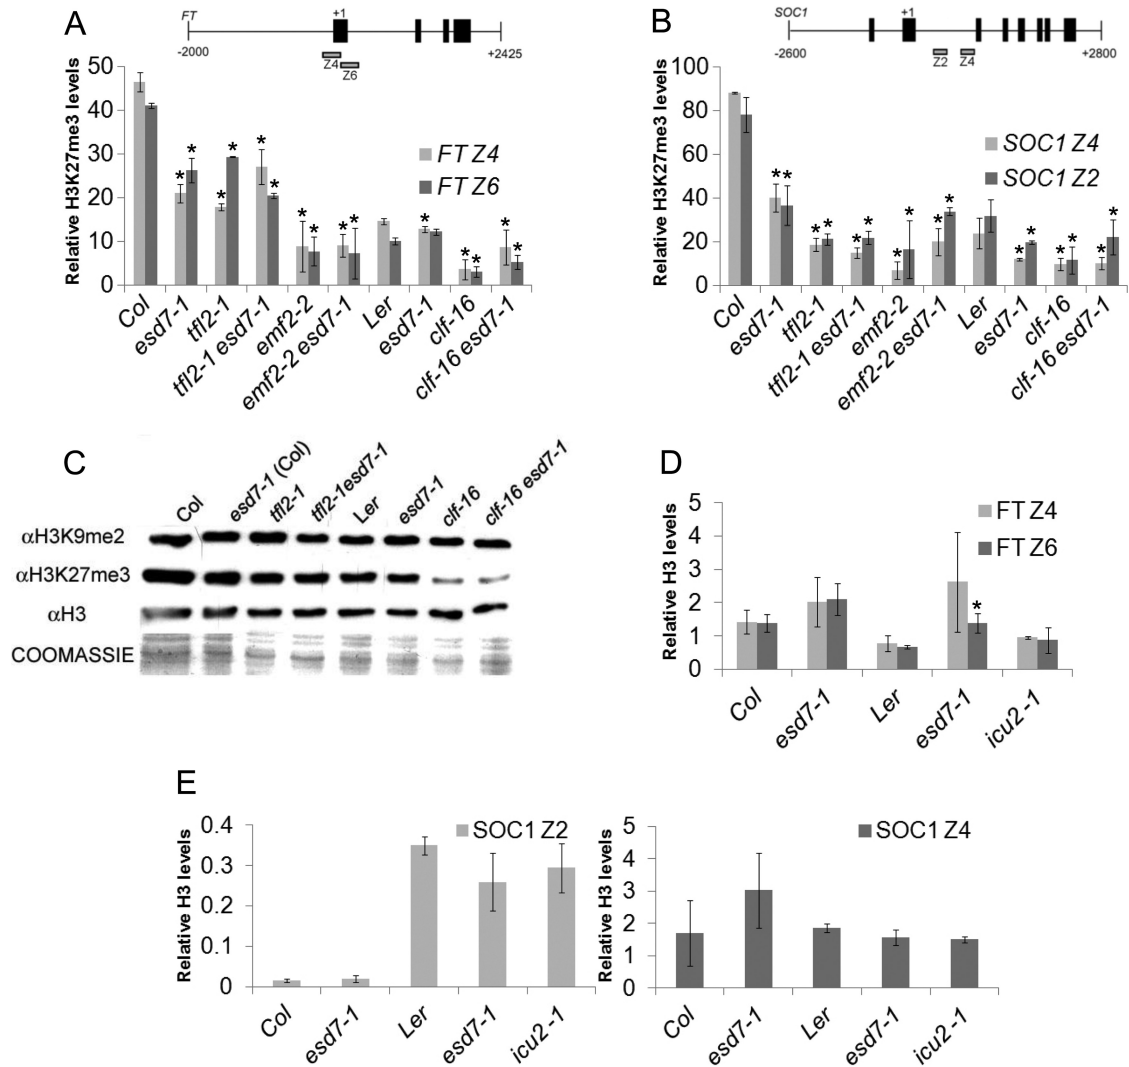 A
FT
+1
-2000
+2425
Z4
Z6
Relative H3K27me3 levels
50
40
30
20
10
0
FT Z4
FT Z6
* * * * * * * * * * * * * * * *
Col
esd7-1
tfl2-1
tfl2-1 esd7-1
emf2-2
emf2-2 esd7-1
Ler
esd7-1
clf-16
clf-16 esd7-1
B
SOC1
+1
-2600
+2800
Z2
Z4
Relative H3K27me3 levels
100
80
60
40
20
0
SOC1 Z4
SOC1 Z2
* * * * * * * * * * * * * * * *
Col
esd7-1
tfl2-1
tfl2-1 esd7-1
emf2-2
emf2-2 esd7-1
Ler
esd7-1
clf-16
clf-16 esd7-1
C
Col
esd7-1 (Col)
tfl2-1
tfl2-1esd7-1
Ler
esd7-1
clf-16
clf-16 esd7-1
αH3K9me2
αH3K27me3
αH3
COOMASSIE
D
Relative H3 levels
5
4
3
2
1
0
FT Z4
FT Z6
*
Col
esd7-1
Ler
esd7-1
icu2-1
E
Relative H3 levels
0.4
0.3
0.2
0.1
0
SOC1 Z2
Col
esd7-1
Ler
esd7-1
icu2-1
Relative H3 levels
5
4
3
2
1
0
SOC1 Z4
Col
esd7-1
Ler
esd7-1
icu2-1